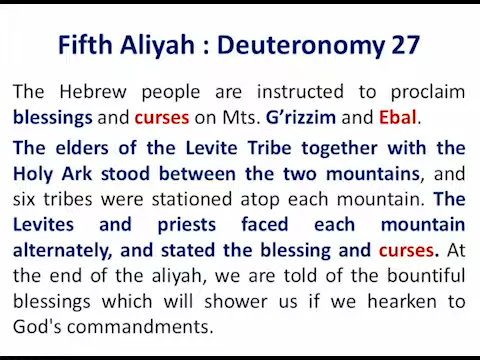 Fifth Aliyah : Deuteronomy 27
The Hebrew people are instructed to proclaim
blessings and curses on Mts. G’rizzim and Ebal.
The elders of the Levite Tribe together with the
Holy Ark stood between the two mountains, and
six tribes were stationed atop each mountain. The
Levites and priests faced each mountain
alternately, and stated the blessing and curses. At
the end of the aliyah, we are told of the bountiful
blessings which will shower us if we hearken to
God's commandments.